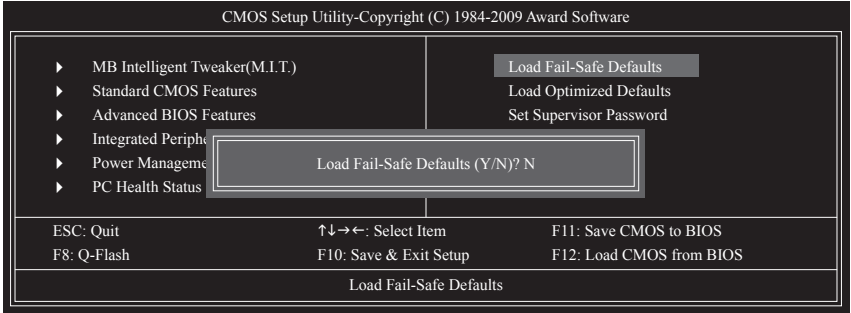 CMOS Setup Utility-Copyright (C) 1984-2009 Award Software
MB Intelligent Tweaker(M.I.T.)
Standard CMOS Features
Advanced BIOS Features
Integrated
Power
PC Health Status
Load Fail-Safe Defaults
Load Optimized Defaults
Set Supervisor Password
Load Fail-Safe Defaults (Y/N)? N
ESC: Quit
↑↓→←: Select Item
F11: Save CMOS to BIOS
F8: Q-Flash
F10: Save & Exit Setup
F12: Load CMOS from BIOS
Load Fail-Safe Defaults